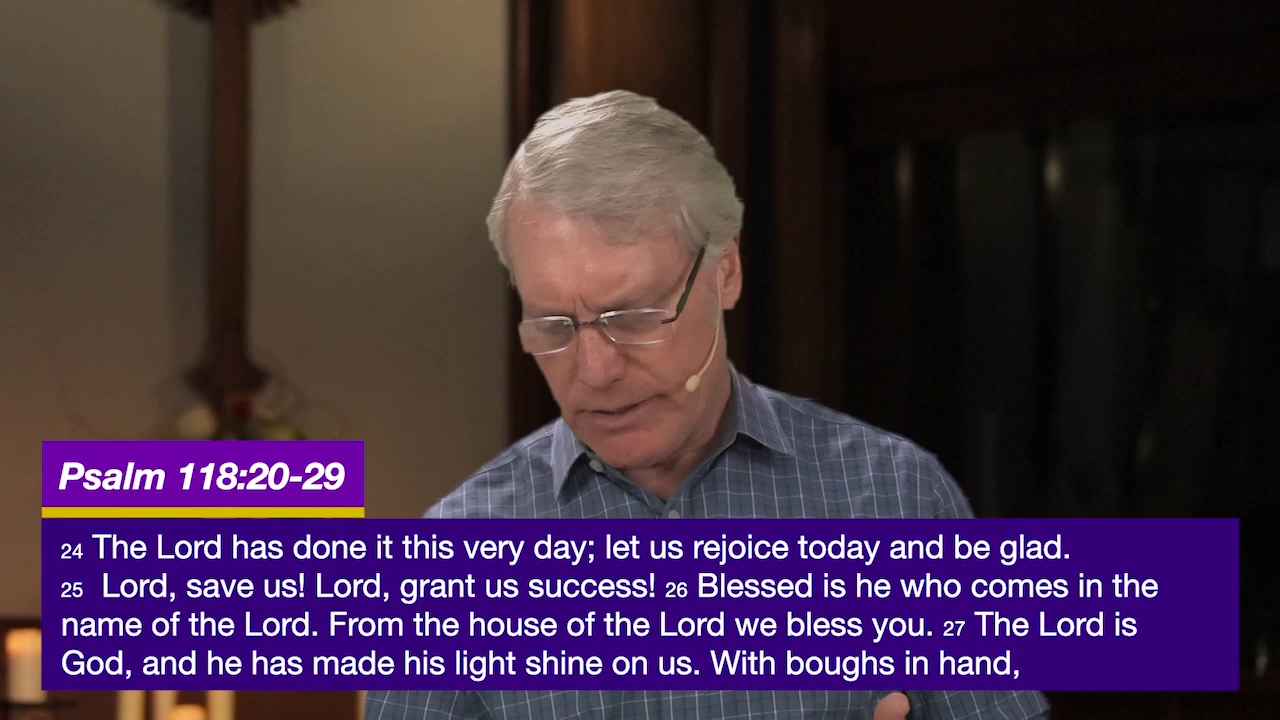 Psalm 118:20-29
24 The Lord has done it this very day; let us rejoice today and be glad.
25 Lord, save us! Lord, grant us success! 26 Blessed is he who comes in the
name of the Lord. From the house of the Lord we bless you. 27 The Lord is
God, and he has made his light shine on us. With boughs in hand,